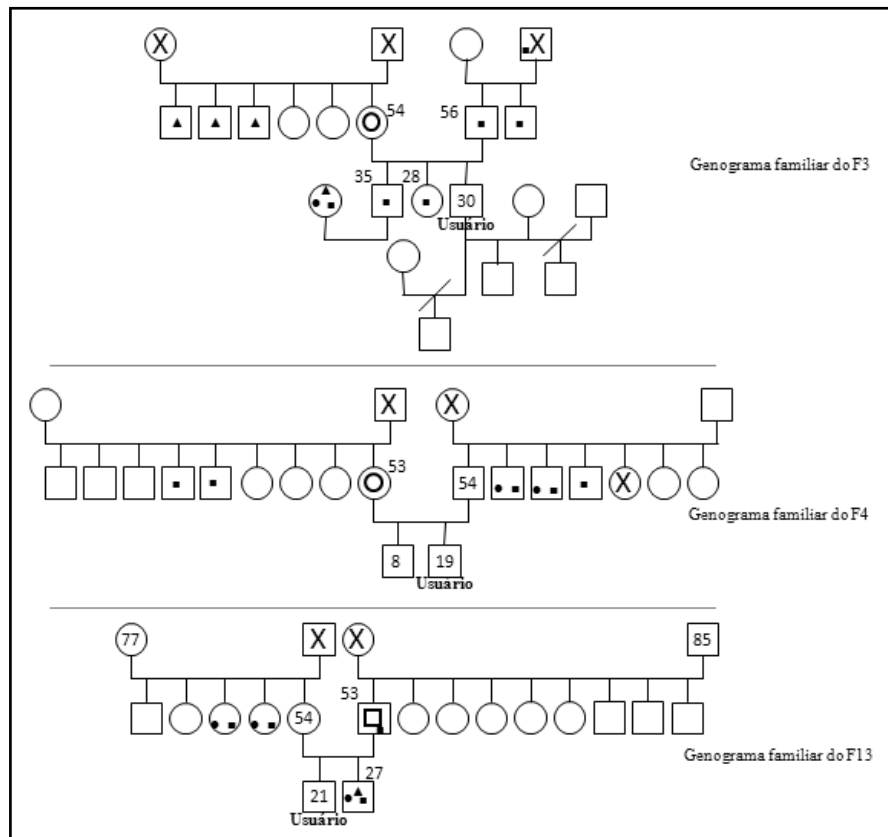 X X X
54 56
Genograma familiar do F3
35 28
30
Usuário
X X
53
54 X
Genograma familiar do F4
8 19
Usuário
77 X X 85
53
54
Genograma familiar do F13
27
21
Usuário